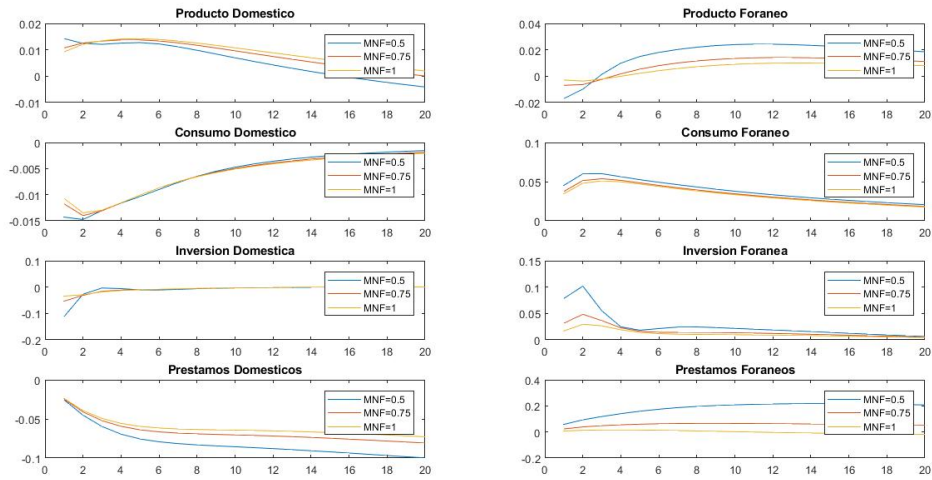 Producto Domestico
0.02
0.01
0
-0.01
0 2 4 6 8 10 12 14 16 18 20
MNF=0.5
MNF=0.75
MNF=1
Producto Foraneo
0.04
0.02
0
-0.02
0 2 4 6 8 10 12 14 16 18 20
MNF=0.5
MNF=0.75
MNF=1
Consumo Domestico
0
-0.005
-0.01
-0.015
0 2 4 6 8 10 12 14 16 18 20
MNF=0.5
MNF=0.75
MNF=1
Consumo Foraneo
0.1
0.05
0
0 2 4 6 8 10 12 14 16 18 20
MNF=0.5
MNF=0.75
MNF=1
Inversion Domestica
0.1
0
-0.1
-0.2
0 2 4 6 8 10 12 14 16 18 20
MNF=0.5
MNF=0.75
MNF=1
Inversion Foranea
0.15
0.1
0.05
0
0 2 4 6 8 10 12 14 16 18 20
MNF=0.5
MNF=0.75
MNF=1
Prestamos Domesticos
0
-0.05
-0.1
0 2 4 6 8 10 12 14 16 18 20
MNF=0.5
MNF=0.75
MNF=1
Prestamos Foraneos
0.4
0.2
0
-0.2
0 2 4 6 8 10 12 14 16 18 20
MNF=0.5
MNF=0.75
MNF=1